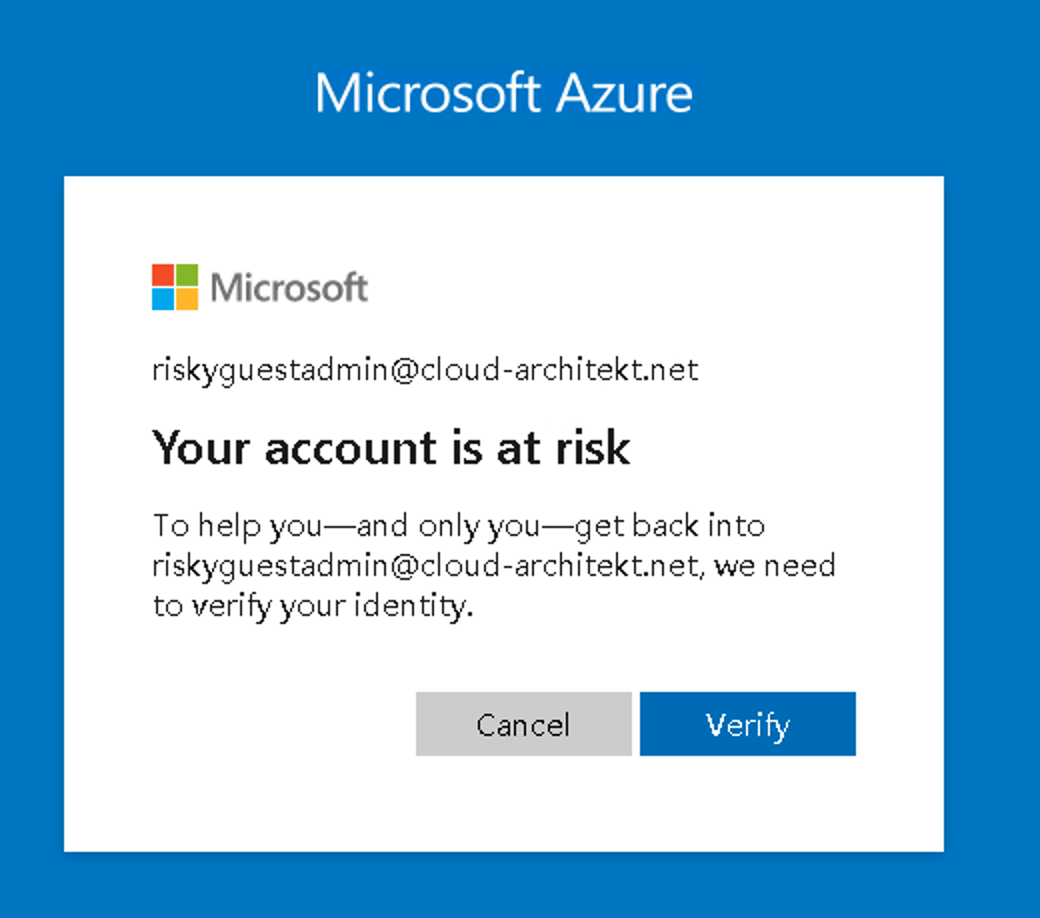 Microsoft Azure
Microsoft
riskyguestadmin@cloud-architekt.net
Your account is at risk
To help you—and only you—get back into
riskyguestadmin@cloud-architekt.net, we need
to verify your identity.
Cancel
Verify